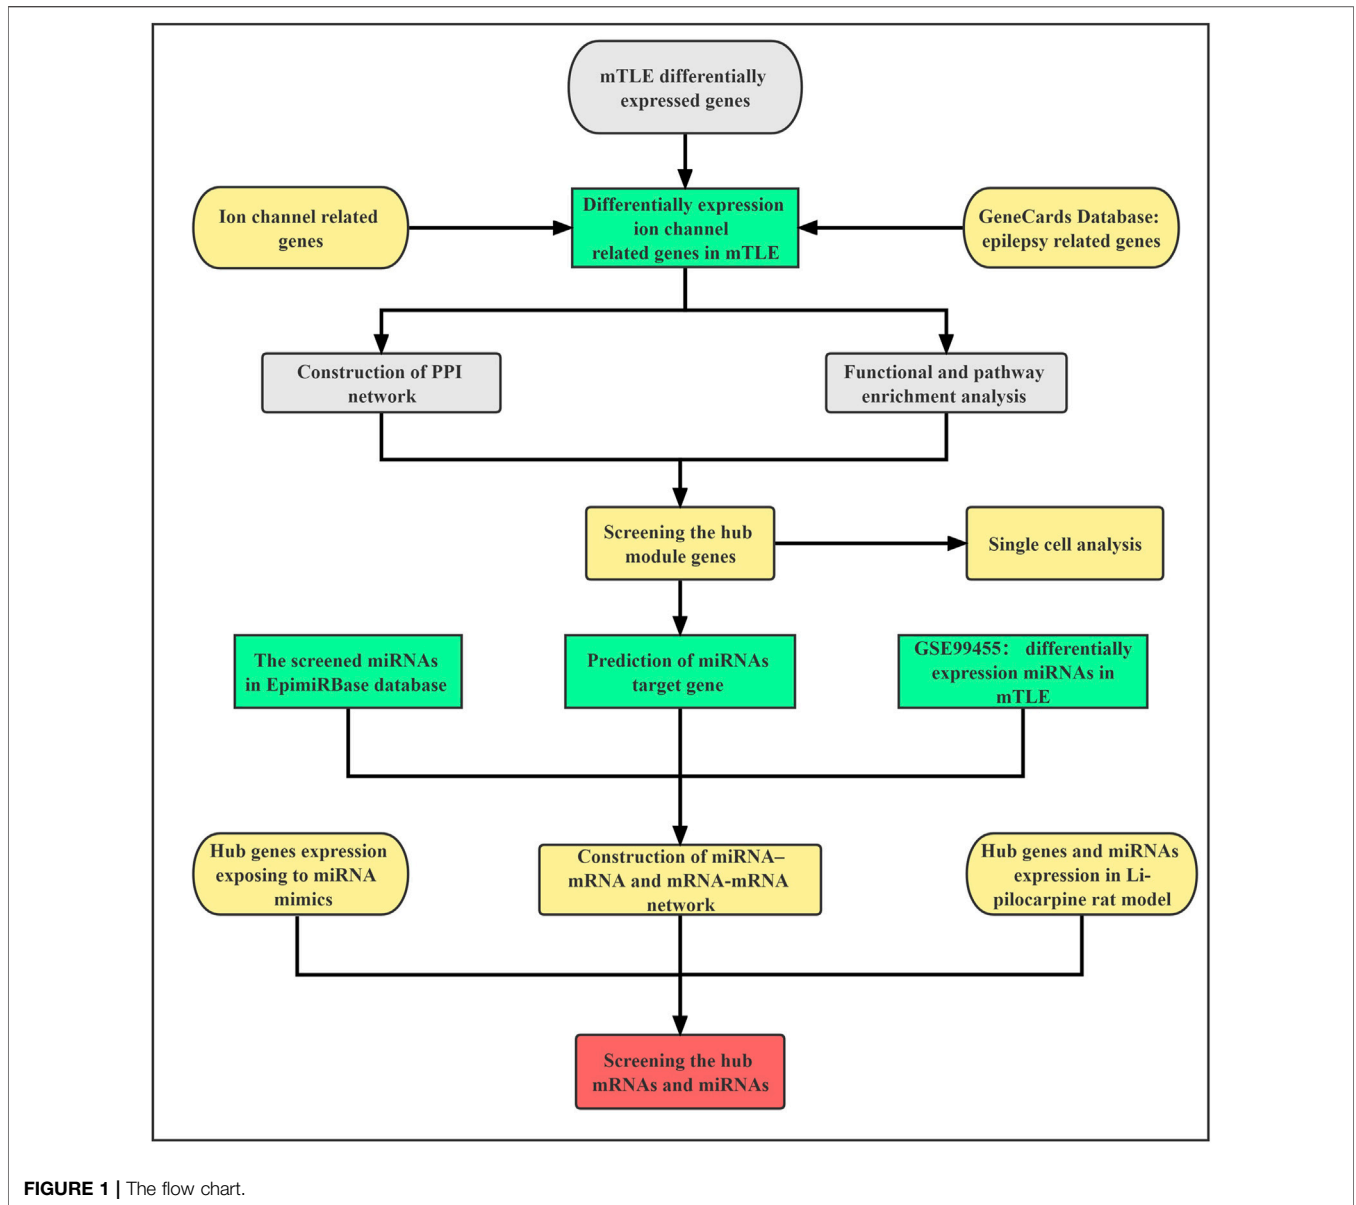 mTLE differentially
expressed genes
Ion channel related
genes
Differentially expression
ion channel
related genes in mTLE
GeneCards Database:
epilepsy related genes
Construction of PPI
network
Functional and pathway
enrichment analysis
Screening the hub
module genes
Single cell analysis
The screened miRNAs
in EpimiRBase database
Prediction of miRNAs
target gene
GSE99455: differentially
expression miRNAs in
mTLE
Hub genes expression
exposing to miRNA
mimics
Construction of miRNA–
mRNA and mRNA-mRNA
network
Hub genes and miRNAs
expression in Li-
pilocarpine rat model
Screening the hub
mRNAs and miRNAs
FIGURE 1 | The flow chart.